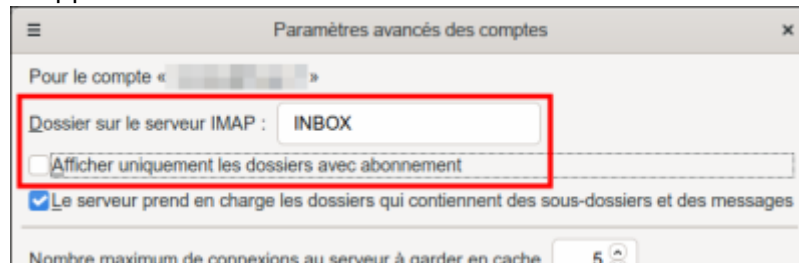 Paramètres avancés des comptes
Pour le compte « »
Dossier sur le serveur IMAP : INBOX
Afficher uniquement les dossiers avec abonnement
Le serveur prend en charge les dossiers qui contiennent des sous-dossiers et des messages
Nombre maximum de connexions au serveur à garder en cache 5